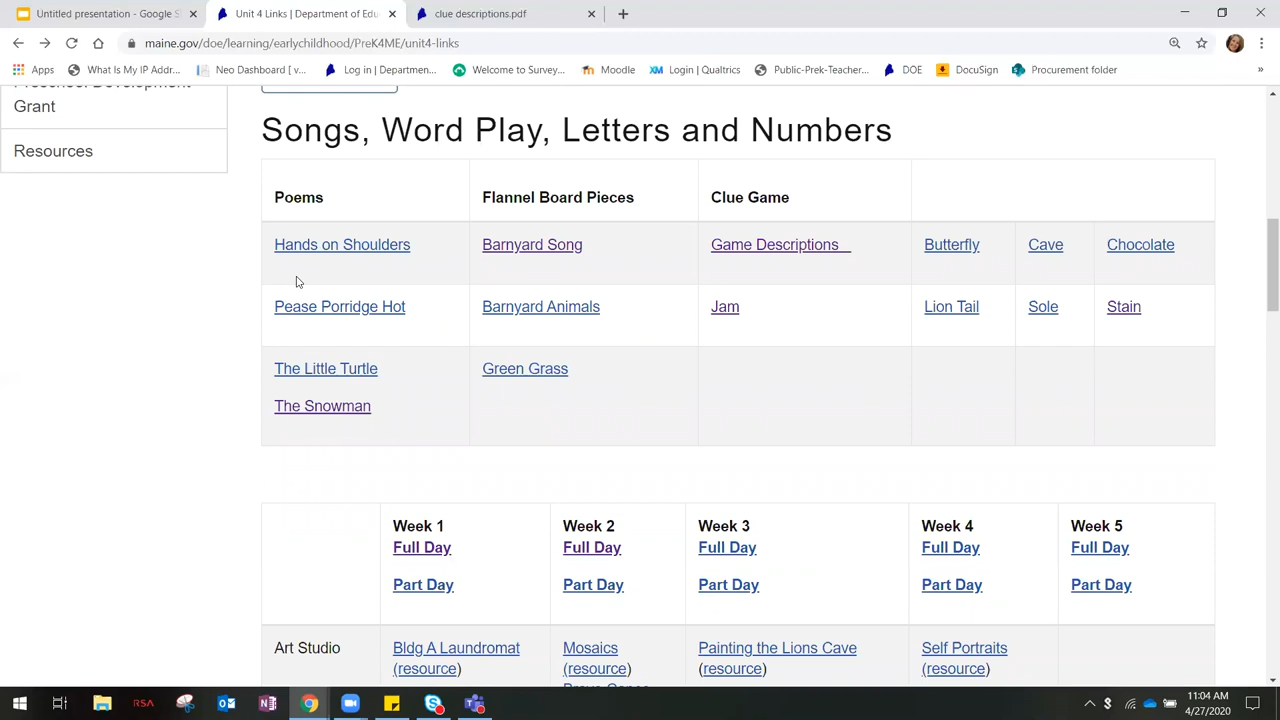 Untitled presentation - Google S
Unit 4 Links | Department of Edu
clue descriptions.pdf
maine.gov/doe/learning/earlychildhood/PreK4ME/unit4-links
Apps What Is My IP Addr... Neo Dashboard [ v... Log in | Departmen... Welcome to Survey... Moodle Login | Qualtrics Public-Prek-Teacher... DOE DocuSign Procurement folder
Preschool Development
Grant
Resources
Songs, Word Play, Letters and Numbers
Poems Flannel Board Pieces Clue Game
Hands on Shoulders Barnyard Song Game Descriptions Butterfly Cave Chocolate
Pease Porridge Hot Barnyard Animals Jam Lion Tail Sole Stain
The Little Turtle Green Grass
The Snowman
Week 1 Week 2 Week 3 Week 4 Week 5
Full Day Full Day Full Day Full Day Full Day
Part Day Part Day Part Day Part Day Part Day
Art Studio Bldg A Laundromat Mosaics Painting the Lions Cave Self Portraits
(resource) (resource) (resource) (resource)
RSA
11:04 AM
4/27/2020